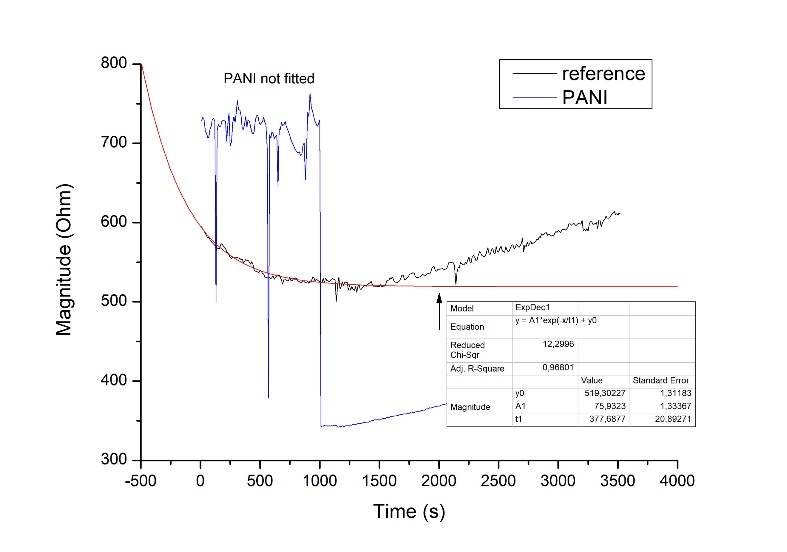 PANI not fitted
reference
PANI
Magnitude (Ohm)
800
700
600
500
400
300
-500 0 500 1000 1500 2000 2500 3000 3500 4000
Time (s)
Model ExpDec1
Equation y = A1*exp(-x/t1) + y0
Reduced Chi-Sqr 12,2996
Adj. R-Square 0,96801
Value Standard Error
Magnitude y0 519,30227 1,31183
A1 75,9323 1,33367
t1 377,6877 20,89271